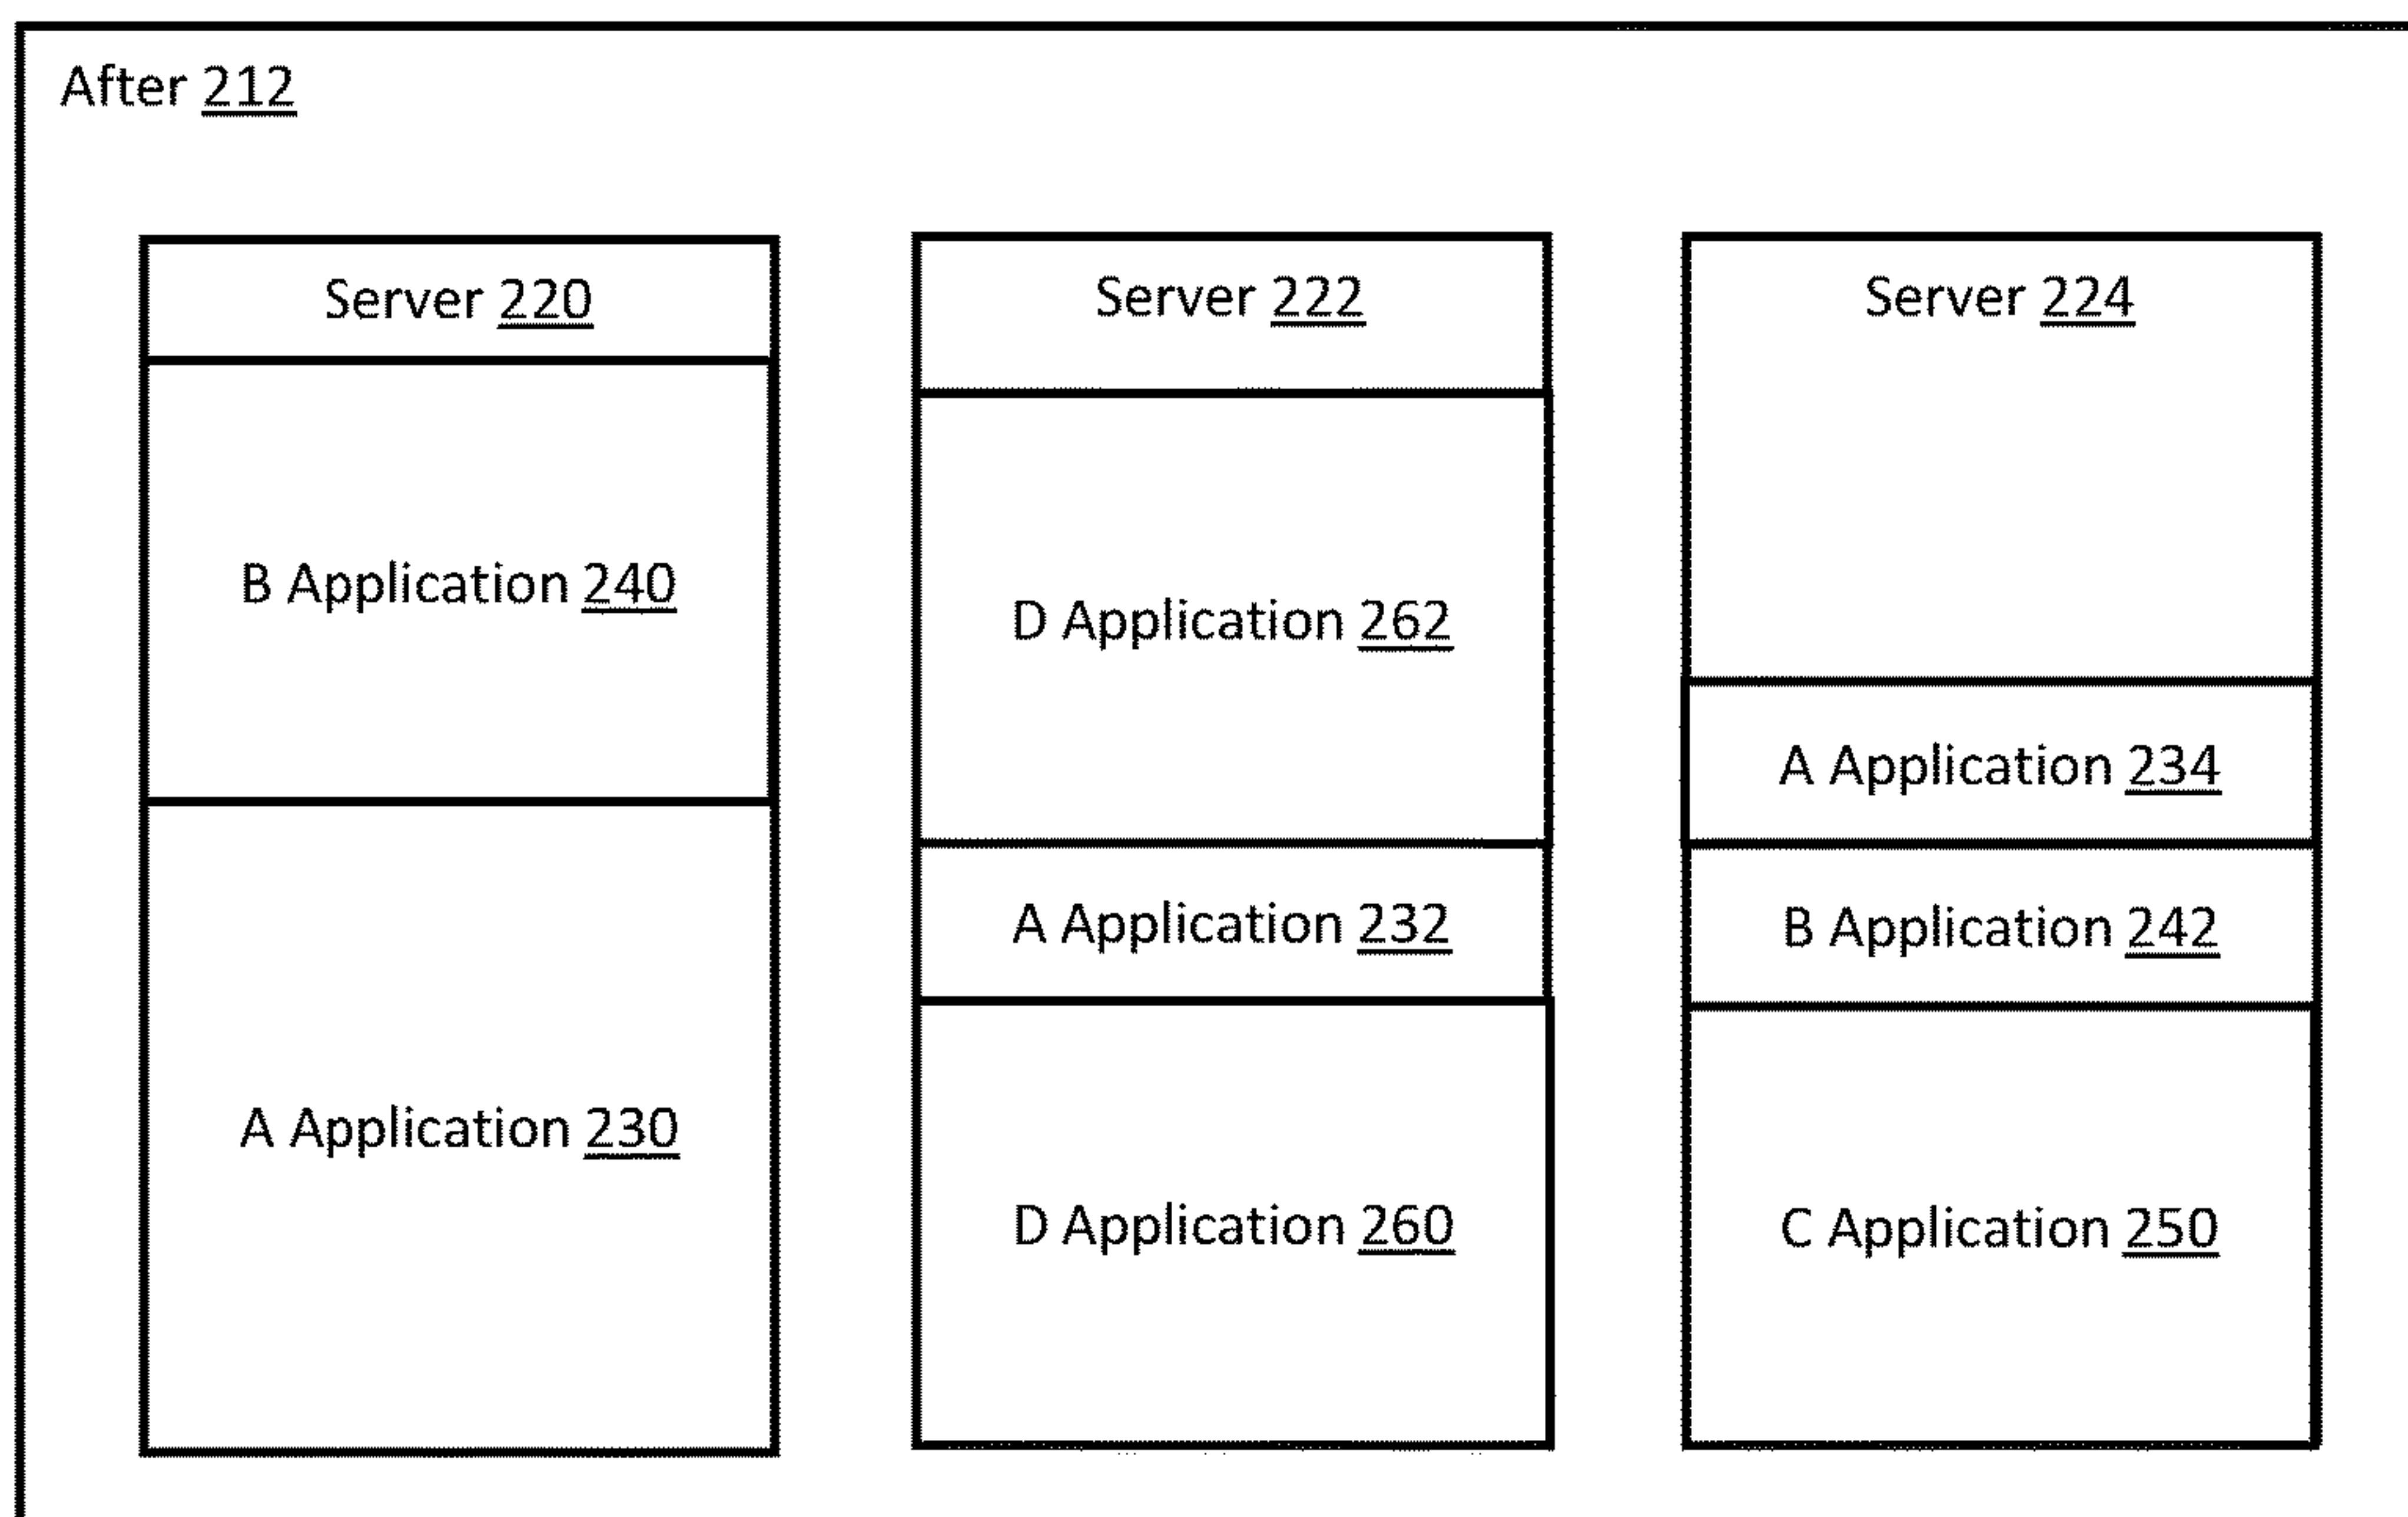 After 212
Server 220
B Application 240
A Application 230
Server 222
D Application 262
A Application 232
D Application 260
Server 224
A Application 234
B Application 242
C Application 250